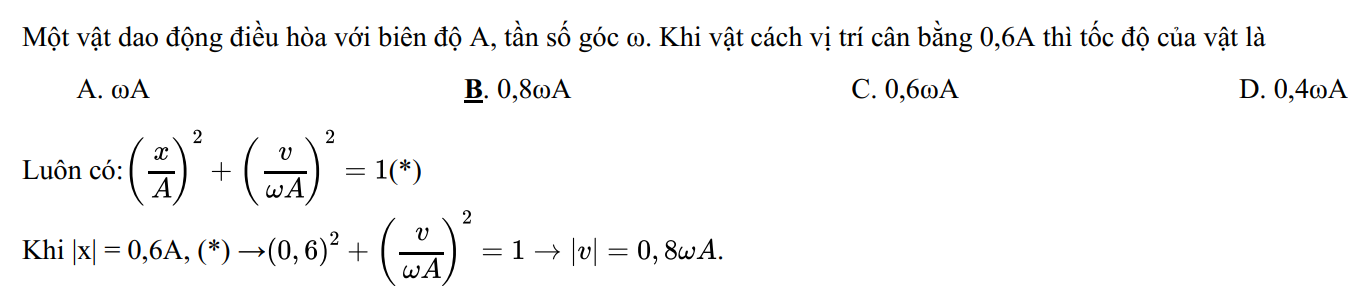 Một vật dao động điều hòa với biên độ A, tần số góc ω. Khi vật cách vị trí cân bằng 0,6A thì tốc độ của vật là
A. ωA B. 0,8ωA C. 0,6ωA D. 0,4ωA
Luôn có: $\left(\frac{x}{A}\right)^2 + \left(\frac{v}{\omega A}\right)^2 = 1$(*)
Khi |x| = 0,6A, (*) →$(0,6)^2 + \left(\frac{v}{\omega A}\right)^2 = 1 \rightarrow |v| = 0,8\omega A.$